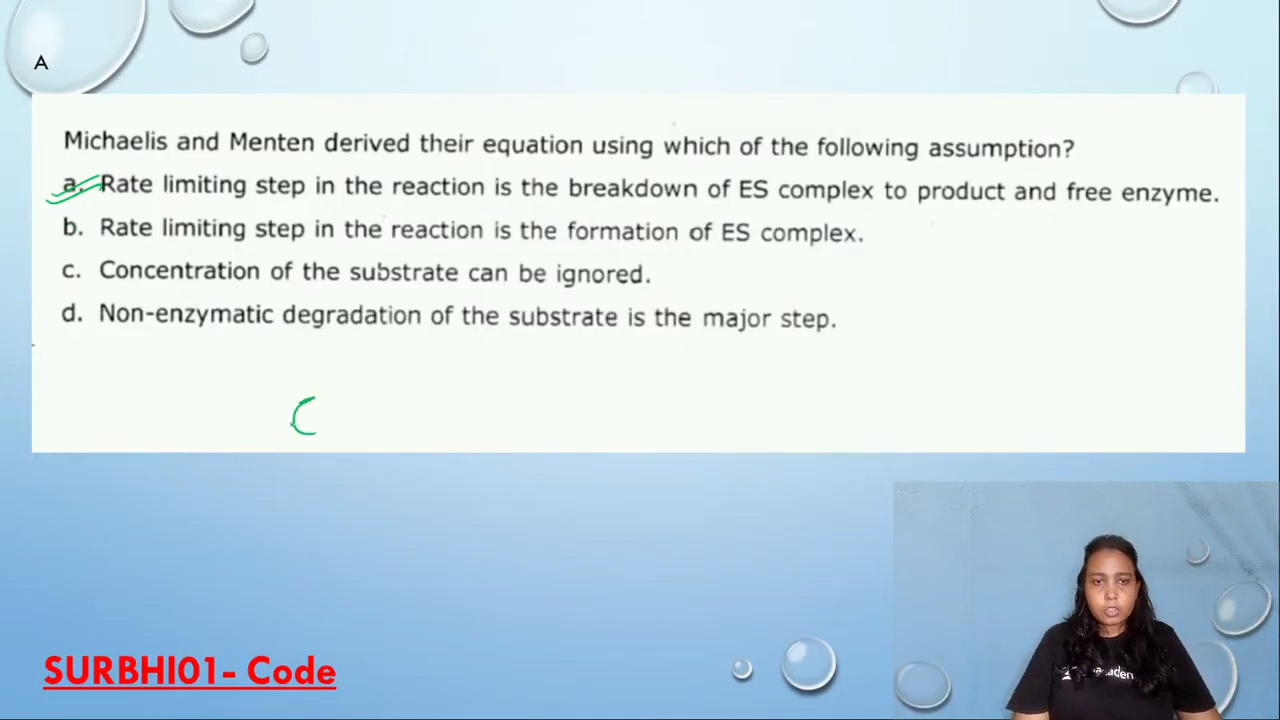 A
Michaelis and Menten derived their equation using which of the following assumption?
a. Rate limiting step in the reaction is the breakdown of ES complex to product and free enzyme.
b. Rate limiting step in the reaction is the formation of ES complex.
c. Concentration of the substrate can be ignored.
d. Non-enzymatic degradation of the substrate is the major step.
SURBHI01- Code